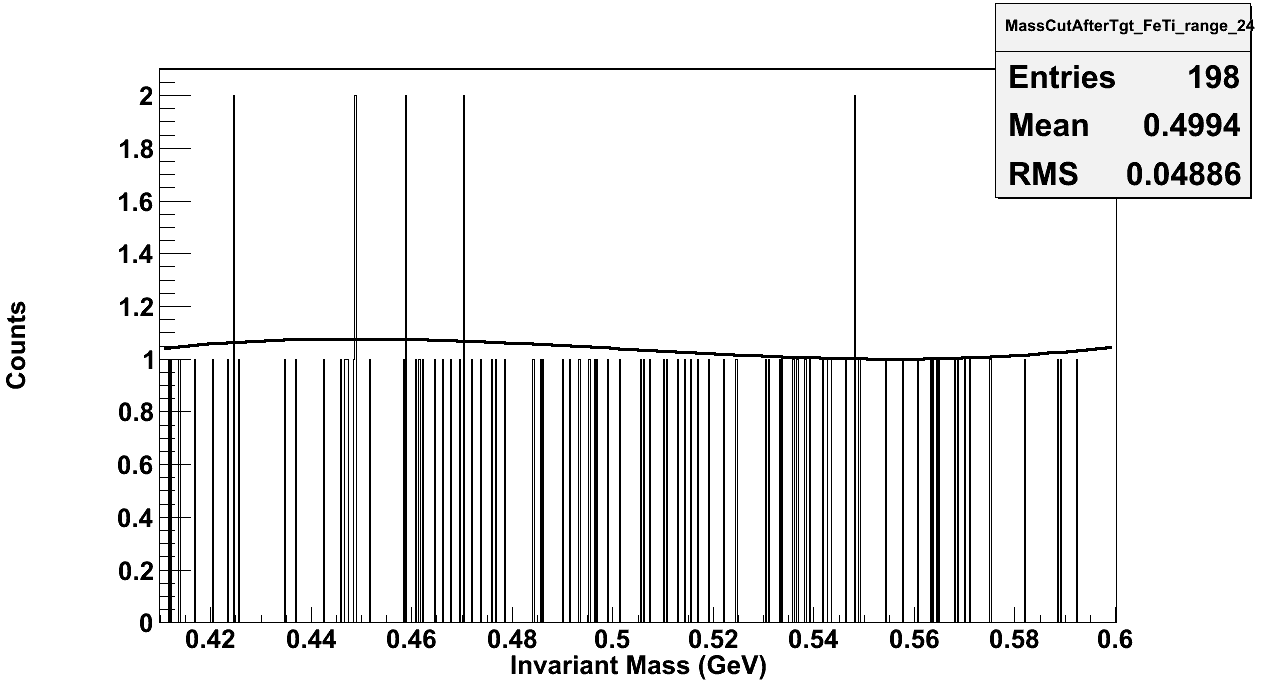 MassCutAfterTgt_FeTi_range_24
Entries 198
Mean 0.4994
RMS 0.04886
2
1.8
1.6
1.4
1.2
1
0.8
0.6
0.4
0.2
0
Counts
0.42 0.44 0.46 0.48 0.5 0.52 0.54 0.56 0.58 0.6
Invariant Mass (GeV)